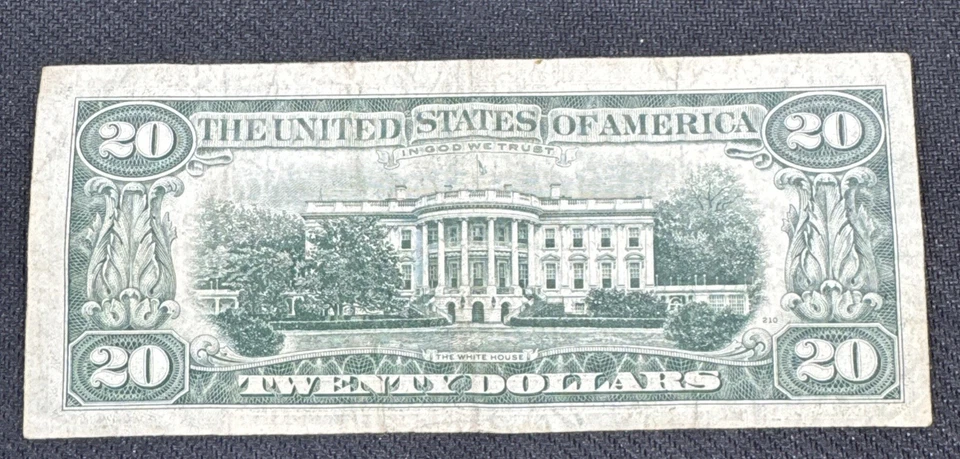 20 THE UNITED STATES OF AMERICA 20
IN GOD WE TRUST
210
THE WHITE HOUSE
20 TWENTY DOLLARS 20